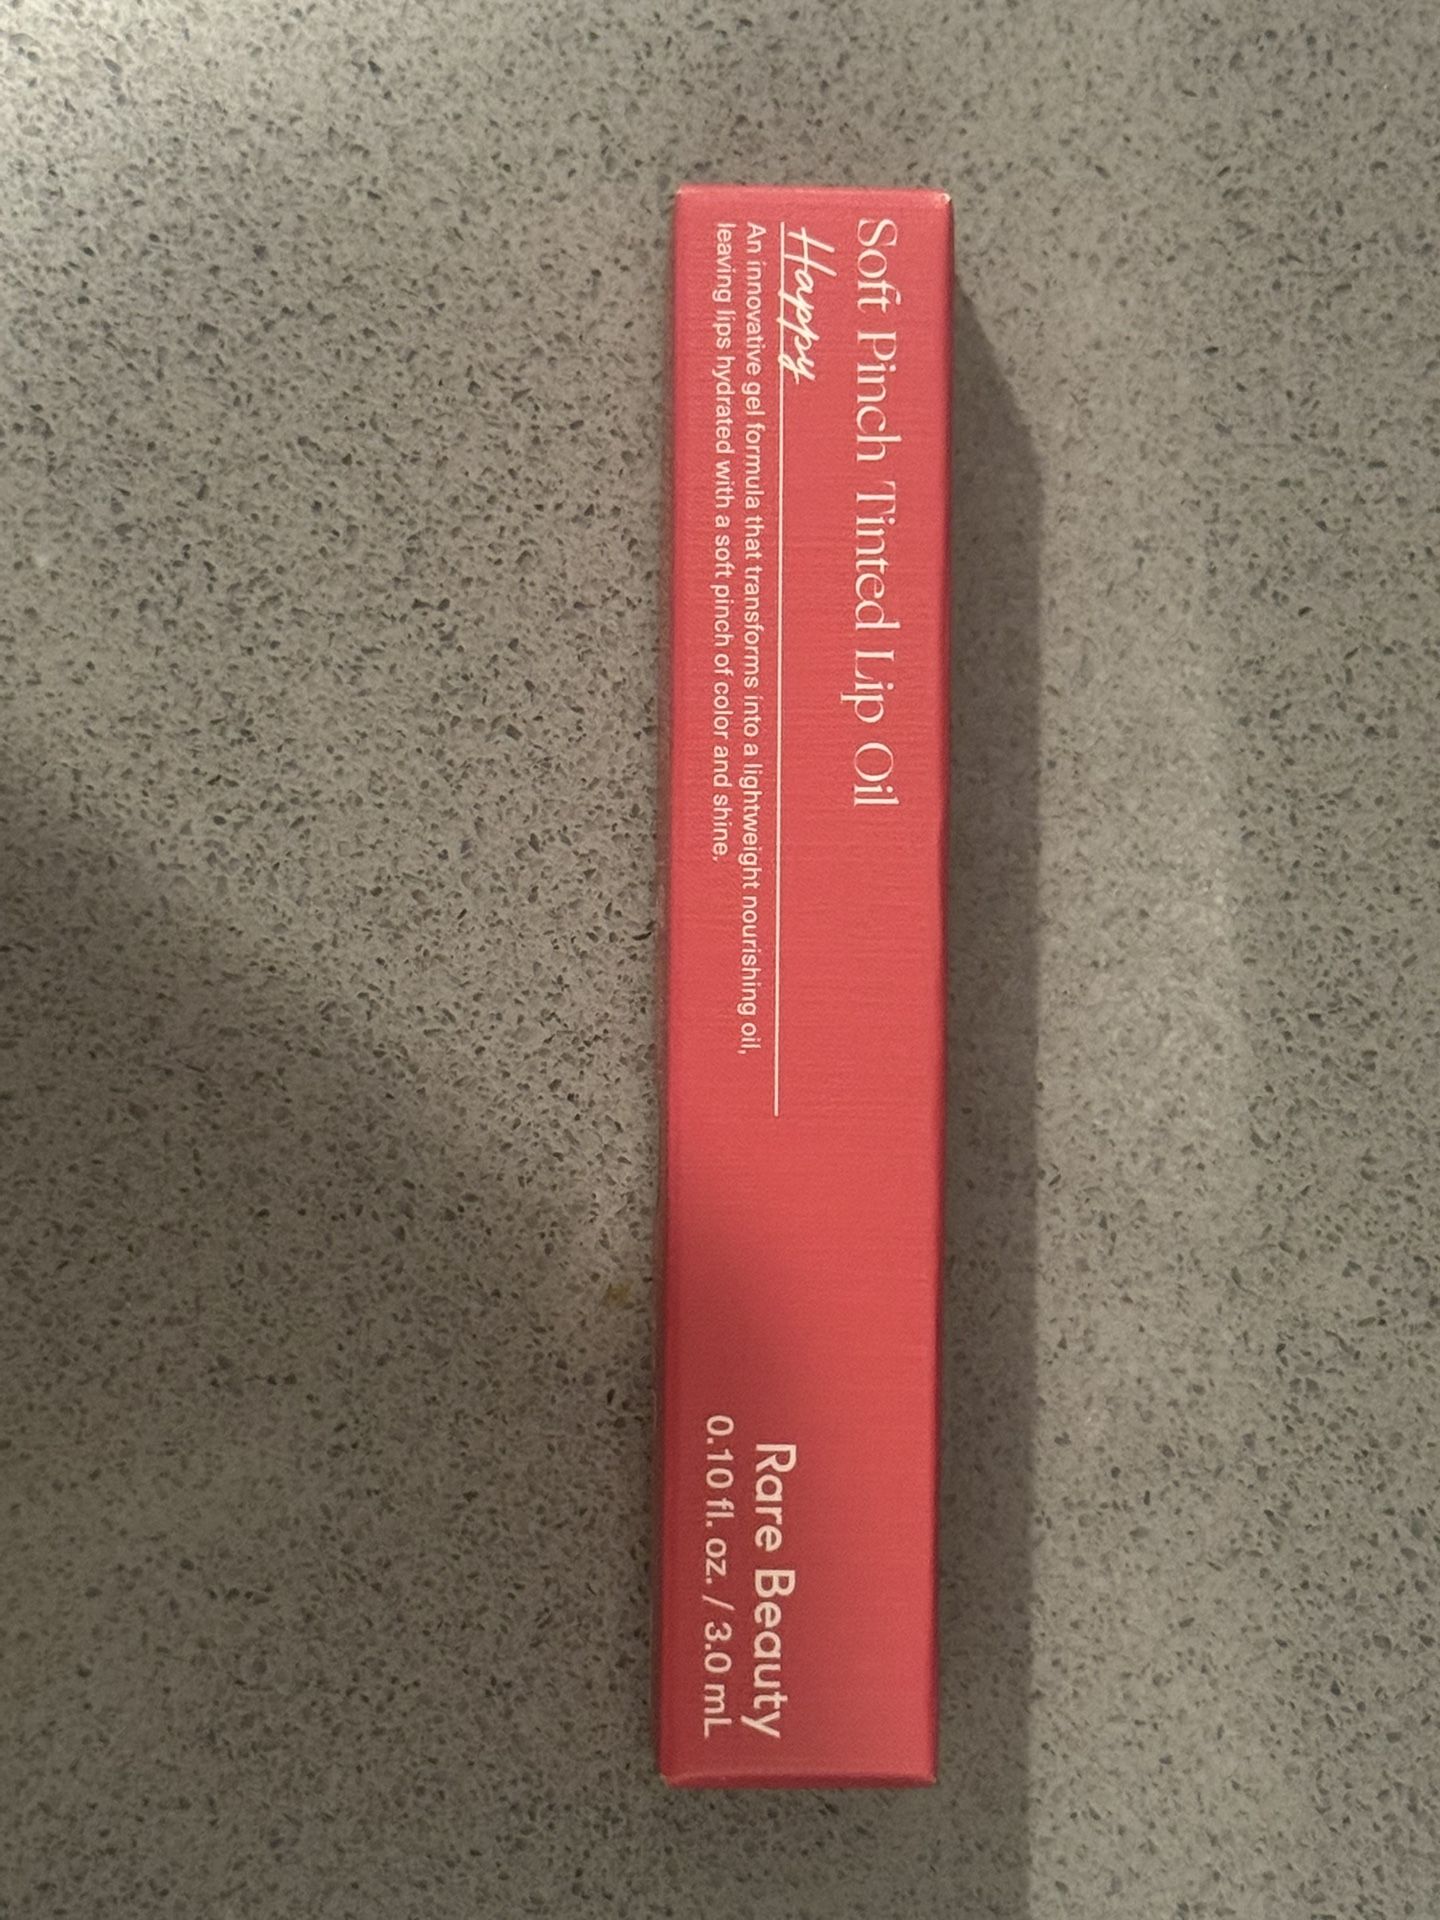 Soft Pinch Tinted Lip Oil
Happy
An innovative gel formula that transforms into a lightweight nourishing oil,
leaving lips hydrated with a soft pinch of color and shine.
Rare Beauty
0.10 fl. oz. / 3.0 mL